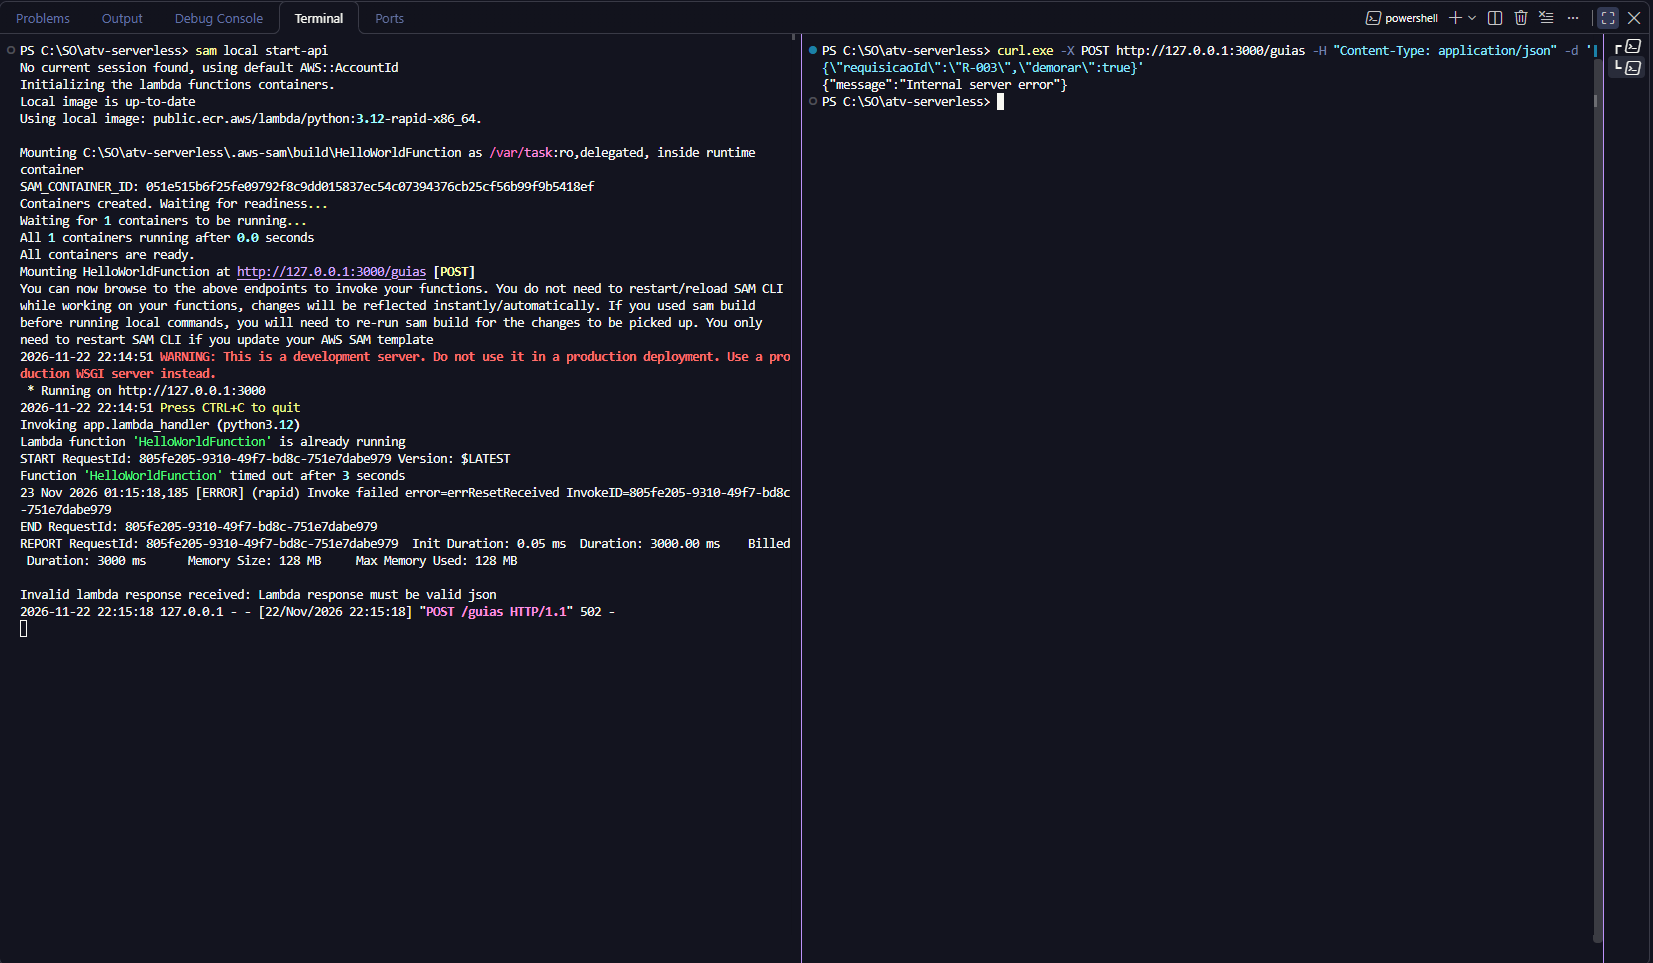 Problems Output Debug Console Terminal Ports
powershell
PS C:\SO\atv-serverless> sam local start-api
No current session found, using default AWS::AccountId
Initializing the lambda functions containers.
Local image is up-to-date
Using local image: public.ecr.aws/lambda/python:3.12-rapid-x86_64.
Mounting C:\SO\atv-serverless\.aws-sam\build\HelloWorldFunction as /var/task:ro,delegated, inside runtime
container
SAM_CONTAINER_ID: 051e515b6f25fe09792f8c9dd015837ec54c07394376cb25cf56b99f9b5418ef
Containers created. Waiting for readiness...
Waiting for 1 containers to be running...
All 1 containers running after 0.0 seconds
All containers are ready.
Mounting HelloWorldFunction at http://127.0.0.1:3000/guias [POST]
You can now browse to the above endpoints to invoke your functions. You do not need to restart/reload SAM CLI
while working on your functions, changes will be reflected instantly/automatically. If you used sam build
before running local commands, you will need to re-run sam build for the changes to be picked up. You only
need to restart SAM CLI if you update your AWS SAM template
2026-11-22 22:14:51 WARNING: This is a development server. Do not use it in a production deployment. Use a pro
duction WSGI server instead.
 * Running on http://127.0.0.1:3000
2026-11-22 22:14:51 Press CTRL+C to quit
Invoking app.lambda_handler (python3.12)
Lambda function 'HelloWorldFunction' is already running
START RequestId: 805fe205-9310-49f7-bd8c-751e7dabe979 Version: $LATEST
Function 'HelloWorldFunction' timed out after 3 seconds
23 Nov 2026 01:15:18,185 [ERROR] (rapid) Invoke failed error=errResetReceived InvokeID=805fe205-9310-49f7-bd8c
-751e7dabe979
END RequestId: 805fe205-9310-49f7-bd8c-751e7dabe979
REPORT RequestId: 805fe205-9310-49f7-bd8c-751e7dabe979 Init Duration: 0.05 ms Duration: 3000.00 ms Billed
Duration: 3000 ms Memory Size: 128 MB Max Memory Used: 128 MB
Invalid lambda response received: Lambda response must be valid json
2026-11-22 22:15:18 127.0.0.1 - - [22/Nov/2026 22:15:18] "POST /guias HTTP/1.1" 502 -
PS C:\SO\atv-serverless> curl.exe -X POST http://127.0.0.1:3000/guias -H "Content-Type: application/json" -d '
{\"requisicaoId\":\"R-003\",\"demorar\":true}'
{"message":"Internal server error"}
PS C:\SO\atv-serverless>